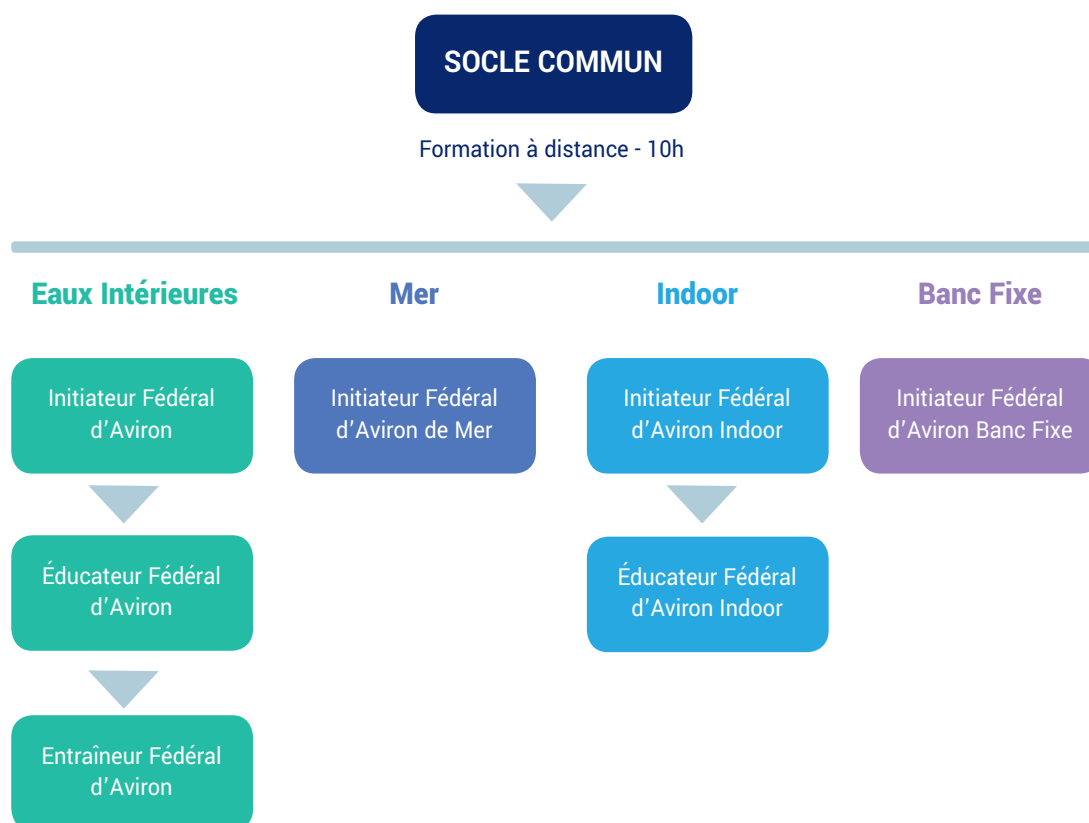 SOCLE COMMUN
Formation à distance - 10h
Eaux Intérieures
Mer
Indoor
Banc Fixe
Initiateur Fédéral
d’Aviron
Initiateur Fédéral
d’Aviron de Mer
Initiateur Fédéral
d’Aviron Indoor
Initiateur Fédéral
d’Aviron Banc Fixe
Éducateur Fédéral
d’Aviron
Éducateur Fédéral
d’Aviron Indoor
Entraîneur Fédéral
d’Aviron